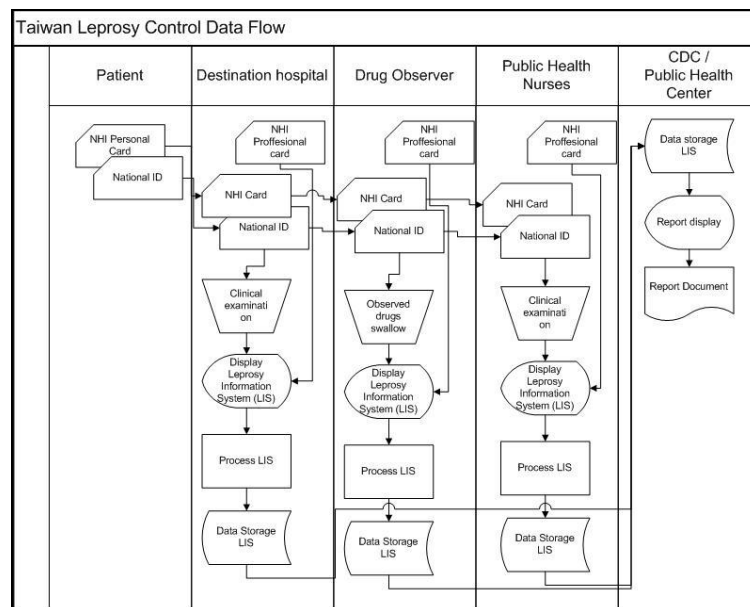 Taiwan Leprosy Control Data Flow
Patient
Destination hospital
Drug Observer
Public Health
Nurses
CDC /
Public Health
Center
NHI Personal
Card
National ID
NHI
Proffesional
card
NHI Card
National ID
Clinical
examinati
on
Display
Leprosy
Information
System (LIS)
Process LIS
Data Storage
LIS
NHI
Proffesional
card
NHI Card
National ID
Observed
drugs
swallow
Display
Leprosy
Information
System (LIS)
Process LIS
Data Storage
LIS
NHI
Proffesional
card
NHI Card
National ID
Clinical
examinati
on
Display
Leprosy
Information
System (LIS)
Process LIS
Data Storage
LIS
Data storage
LIS
Report display
Report Document